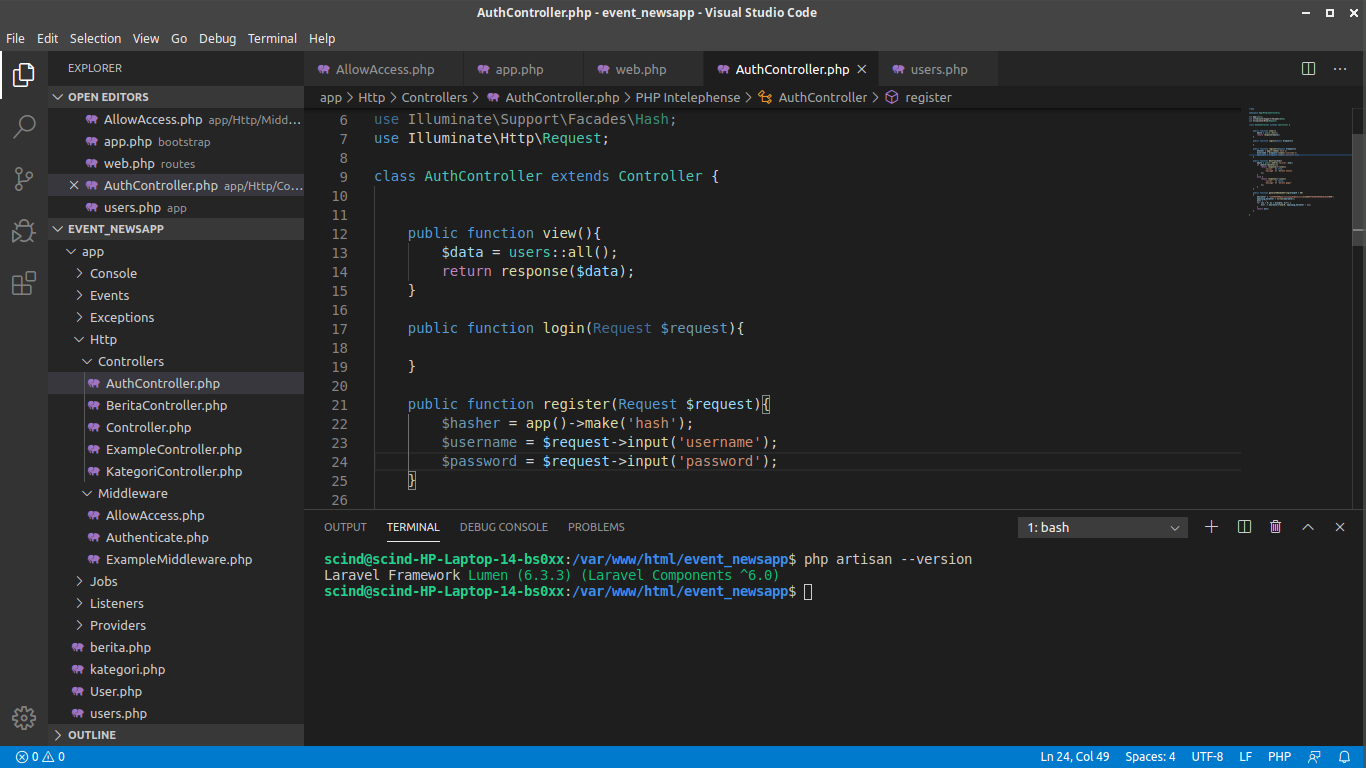 AuthController.php - event_newsapp - Visual Studio Code
File Edit Selection View Go Debug Terminal Help
EXPLORER
OPEN EDITORS
AllowAccess.php app/Http/Midd...
app.php bootstrap
web.php routes
AuthController.php app/Http/Co...
users.php app
EVENT_NEWSAPP
app
Console
Events
Exceptions
Http
Controllers
AuthController.php
BeritaController.php
Controller.php
ExampleController.php
KategoriController.php
Middleware
AllowAccess.php
Authenticate.php
ExampleMiddleware.php
Jobs
Listeners
Providers
berita.php
kategori.php
User.php
users.php
OUTLINE
AllowAccess.php app.php web.php AuthController.php users.php
app > Http > Controllers > AuthController.php > PHP Intelephense > AuthController > register
6 use Illuminate\Support\Facades\Hash;
7 use Illuminate\Http\Request;
8
9 class AuthController extends Controller {
10
11
12 public function view(){
13 $data = users::all();
14 return response($data);
15 }
16
17 public function login(Request $request){
18
19 }
20
21 public function register(Request $request){
22 $hasher = app()->make('hash');
23 $username = $request->input('username');
24 $password = $request->input('password');
25 }
26
OUTPUT TERMINAL DEBUG CONSOLE PROBLEMS
1: bash
scind@scind-HP-Laptop-14-bs0xx:/var/www/html/event_newsapp$ php artisan --version
Laravel Framework Lumen (6.3.3) (Laravel Components ^6.0)
scind@scind-HP-Laptop-14-bs0xx:/var/www/html/event_newsapp$
0 0
Ln 24, Col 49 Spaces: 4 UTF-8 LF PHP